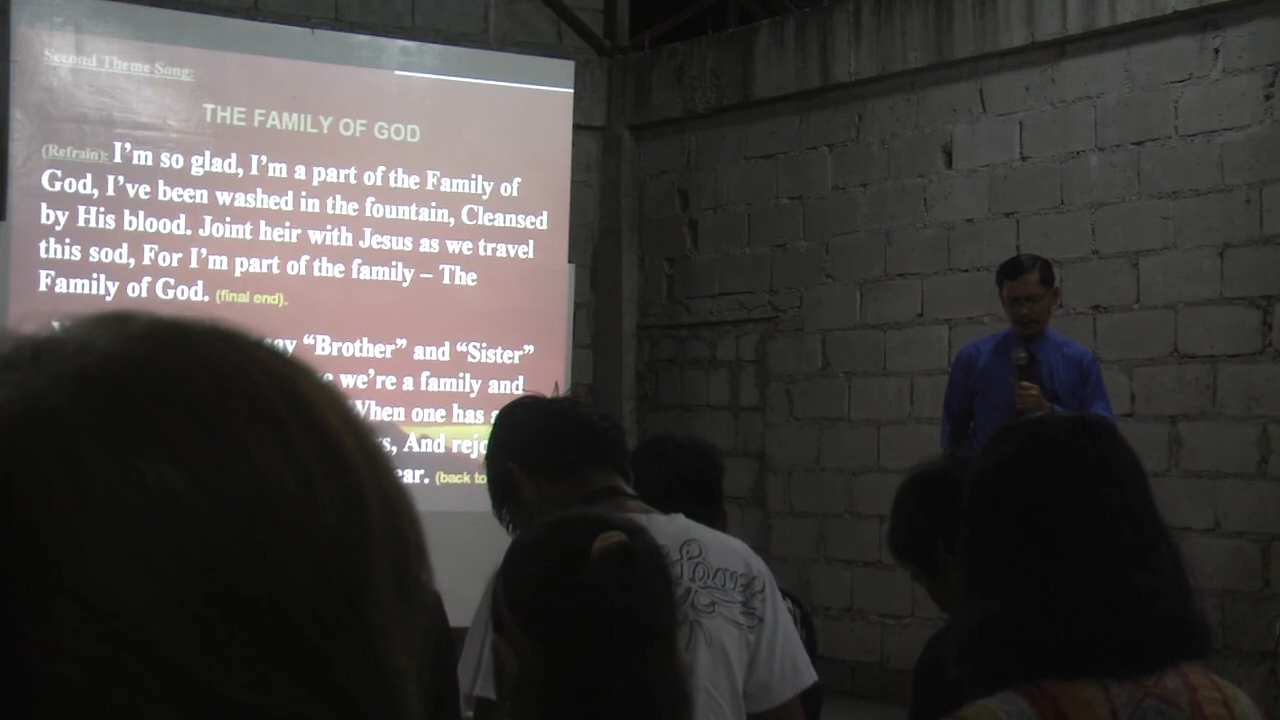 Second Theme Song:
THE FAMILY OF GOD
(Refrain): I’m so glad, I’m a part of the Family of
God, I’ve been washed in the fountain, Cleansed
by His blood. Joint heir with Jesus as we travel
this sod, For I’m part of the family – The
Family of God. (final end).
“Brother” and “Sister”
we’re a family and
When one has
And
(back to